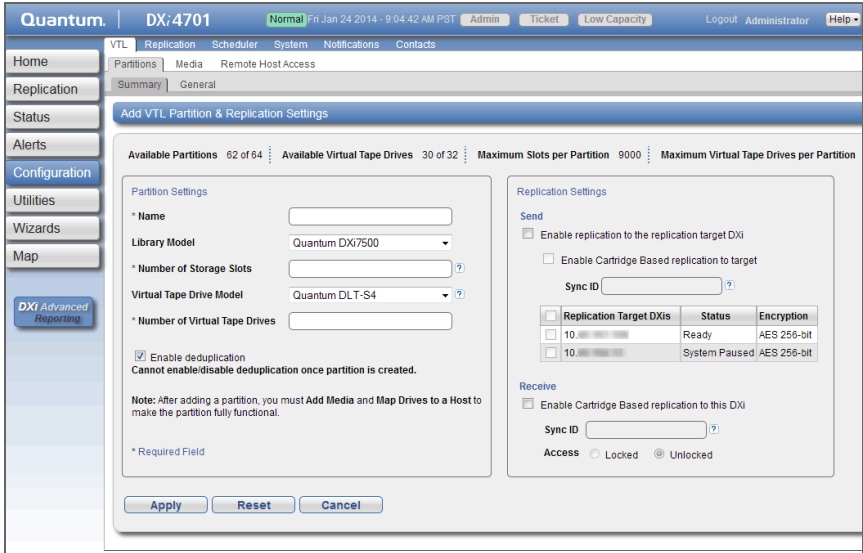 Quantum. DXi4701 Normal Fri Jan 24 2014 - 9:04:42 AM PST Admin Ticket Low Capacity Logout Administrator Help
VTL Replication Scheduler System Notifications Contacts
Partitions Media Remote Host Access
Summary General
Home
Replication
Status
Alerts
Configuration
Utilities
Wizards
Map
DXi Advanced
Reporting
Add VTL Partition & Replication Settings
Available Partitions 62 of 64 Available Virtual Tape Drives 30 of 32 Maximum Slots per Partition 9000 Maximum Virtual Tape Drives per Partition
Partition Settings
* Name
Library Model Quantum DXi7500
* Number of Storage Slots ?
Virtual Tape Drive Model Quantum DLT-S4 ?
* Number of Virtual Tape Drives
Enable deduplication
Cannot enable/disable deduplication once partition is created.
Note: After adding a partition, you must Add Media and Map Drives to a Host to
make the partition fully functional.
* Required Field
Replication Settings
Send
Enable replication to the replication target DXi
Enable Cartridge Based replication to target
Sync ID ?
Replication Target DXis Status Encryption
10. Ready AES 256-bit
10. System Paused AES 256-bit
Receive
Enable Cartridge Based replication to this DXi
Sync ID ?
Access Locked Unlocked
Apply Reset Cancel